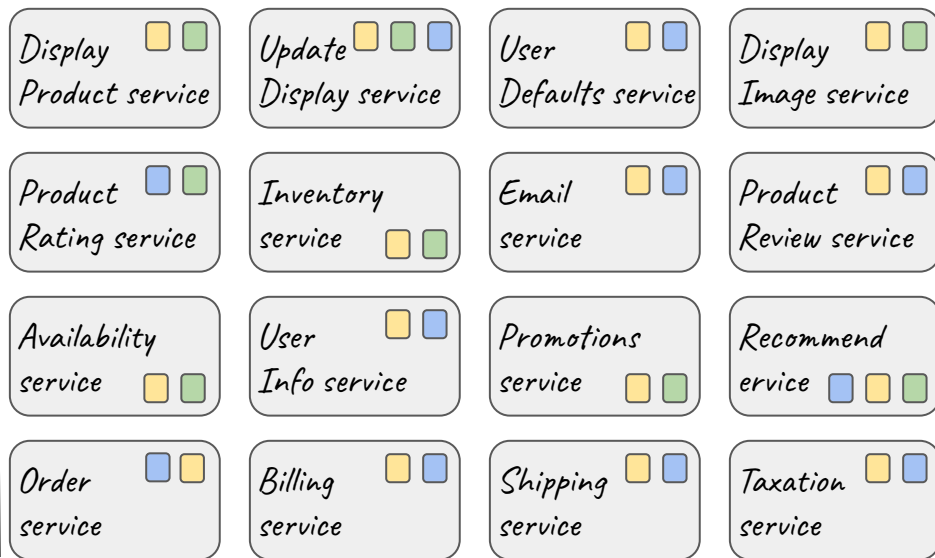 Display
Product service
Update
Display service
User
Defaults service
Display
Image service
Product
Rating service
Inventory
service
Email
service
Product
Review service
Availability
service
User
Info service
Promotions
service
Recommend
ervice
Order
service
Billing
service
Shipping
service
Taxation
service